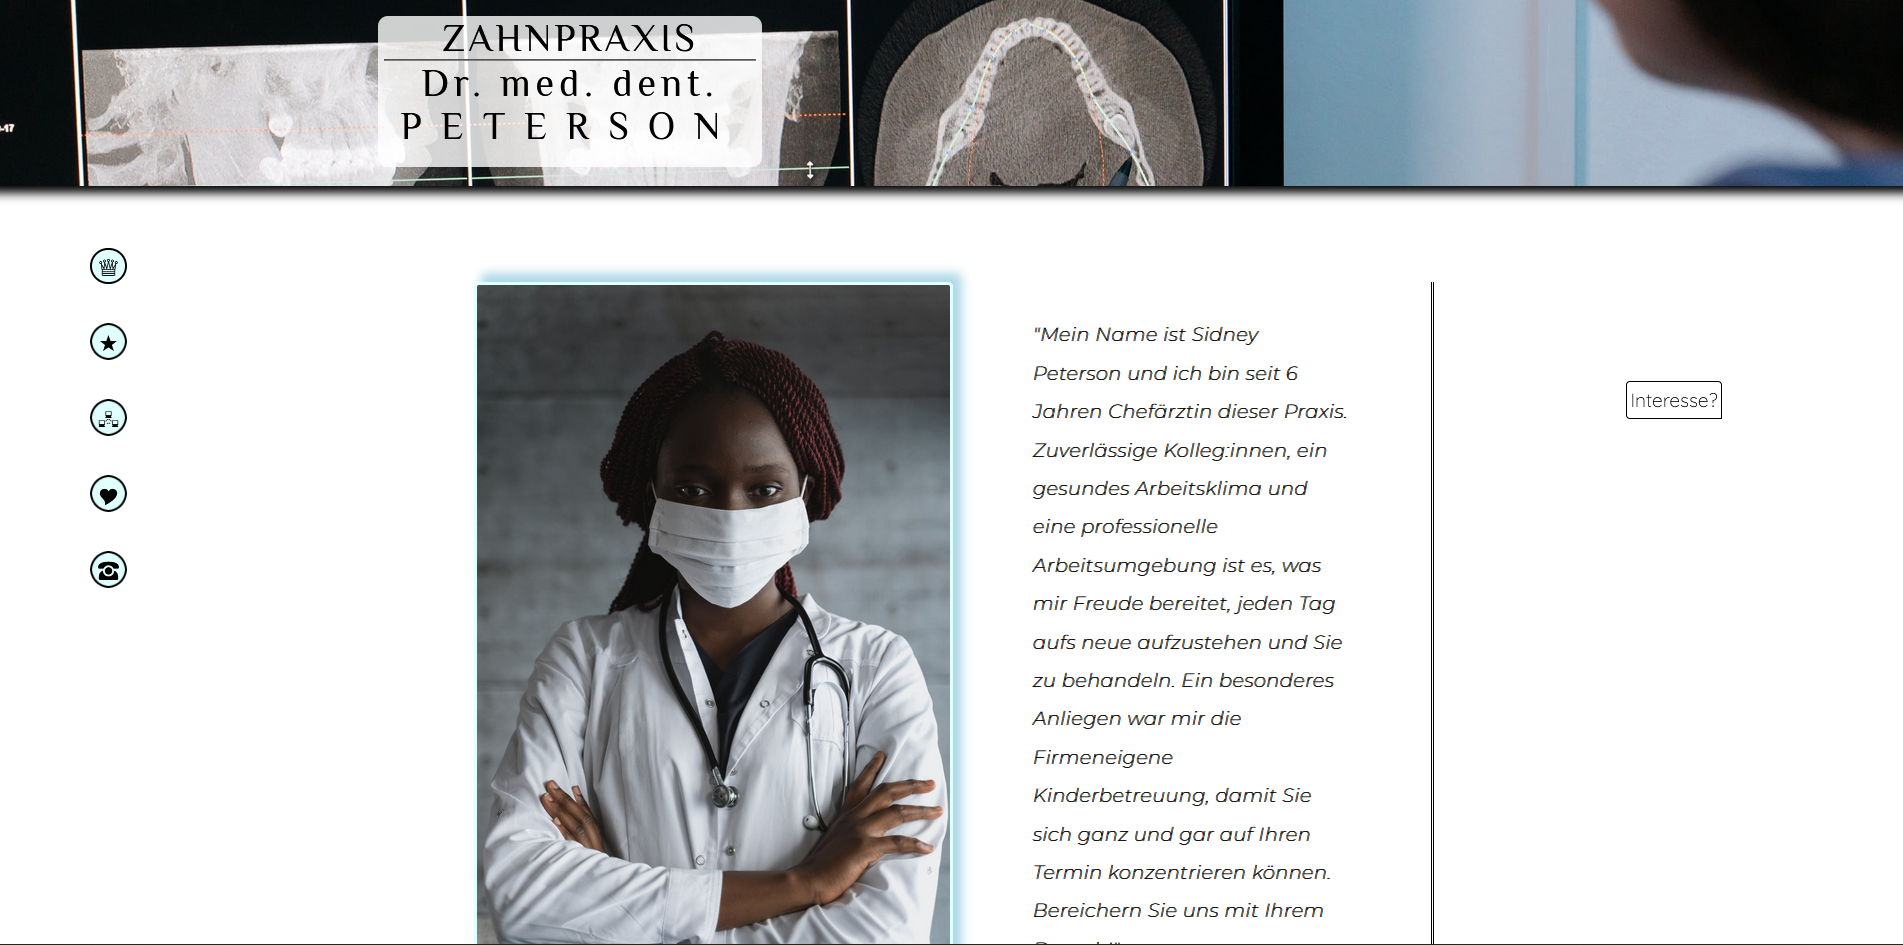 -17
ZAHNPRAXIS
Dr. med. dent.
PETERSON
"Mein Name ist Sidney
Peterson und ich bin seit 6
Jahren Chefärztin dieser Praxis.
Zuverlässige Kolleg:innen, ein
gesundes Arbeitsklima und
eine professionelle
Arbeitsumgebung ist es, was
mir Freude bereitet, jeden Tag
aufs neue aufzustehen und Sie
zu behandeln. Ein besonderes
Anliegen war mir die
Firmeneigene
Kinderbetreuung, damit Sie
sich ganz und gar auf Ihren
Termin konzentrieren können.
Bereichern Sie uns mit Ihrem
Interesse?